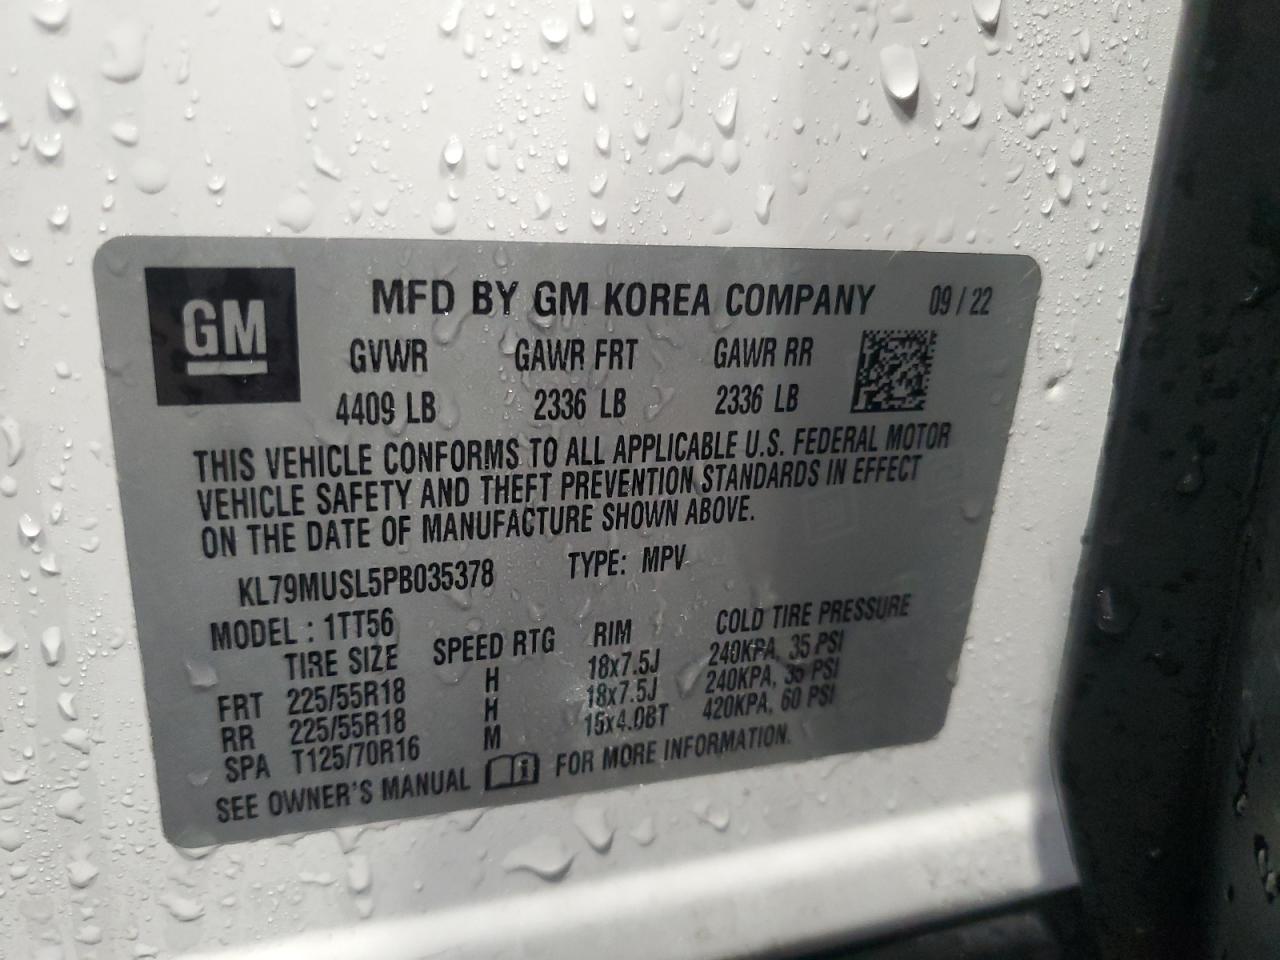 GM
MFD BY GM KOREA COMPANY 09 / 22
GVWR GAWR FRT GAWR RR
4409 LB 2336 LB 2336 LB
THIS VEHICLE CONFORMS TO ALL APPLICABLE U.S. FEDERAL MOTOR
VEHICLE SAFETY AND THEFT PREVENTION STANDARDS IN EFFECT
ON THE DATE OF MANUFACTURE SHOWN ABOVE.
KL79MUSL5PB035378 TYPE: MPV
MODEL : 1TT56
TIRE SIZE SPEED RTG RIM COLD TIRE PRESSURE
FRT 225/55R18 H 18x7.5J 240KPA, 35 PSI
RR 225/55R18 H 18x7.5J 240KPA, 35 PSI
SPA T125/70R16 M 420KPA, 60 PSI
SEE OWNER'S MANUAL FOR MORE INFORMATION.